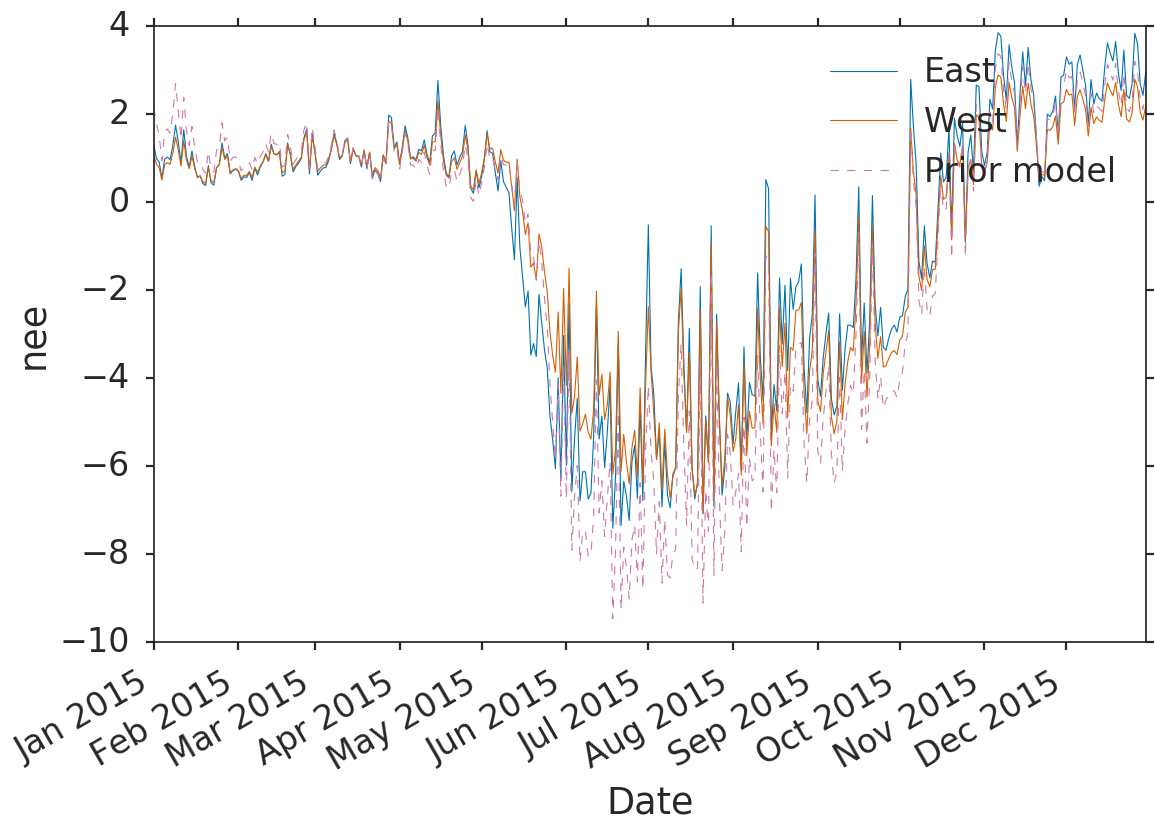 4
2
0
−2
−4
−6
−8
−10
nee
East
West
Prior model
Jan 2015
Feb 2015
Mar 2015
Apr 2015
May 2015
Jun 2015
Jul 2015
Aug 2015
Sep 2015
Oct 2015
Nov 2015
Dec 2015
Date